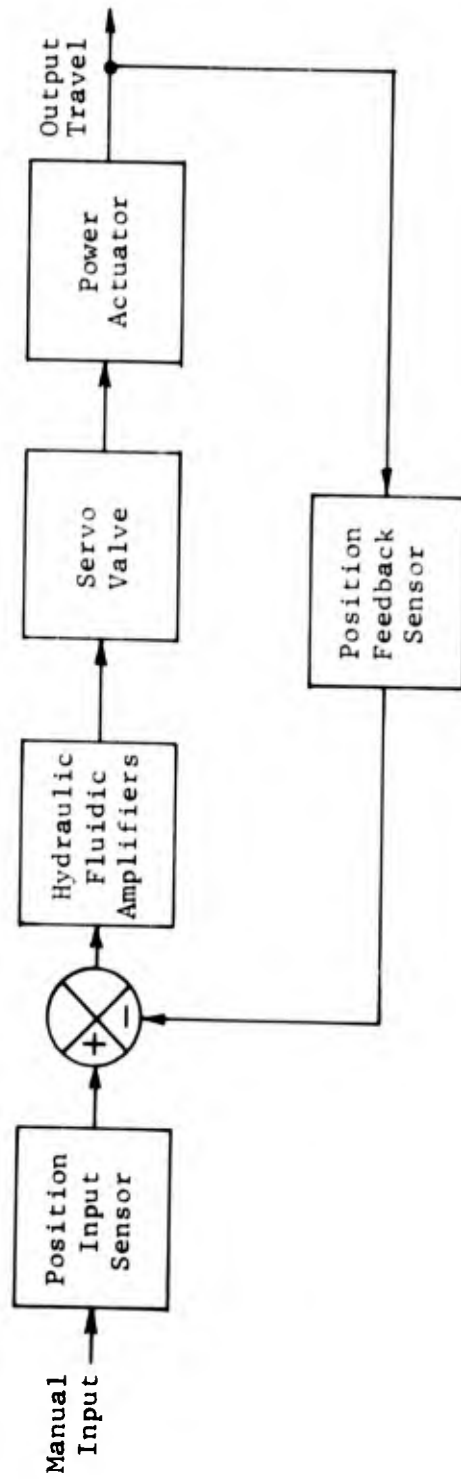 Manual
Input
Position
Input
Sensor
+
−
Hydraulic
Fluidic
Amplifiers
Servo
Valve
Power
Actuator
Output
Travel
Position
Feedback
Sensor